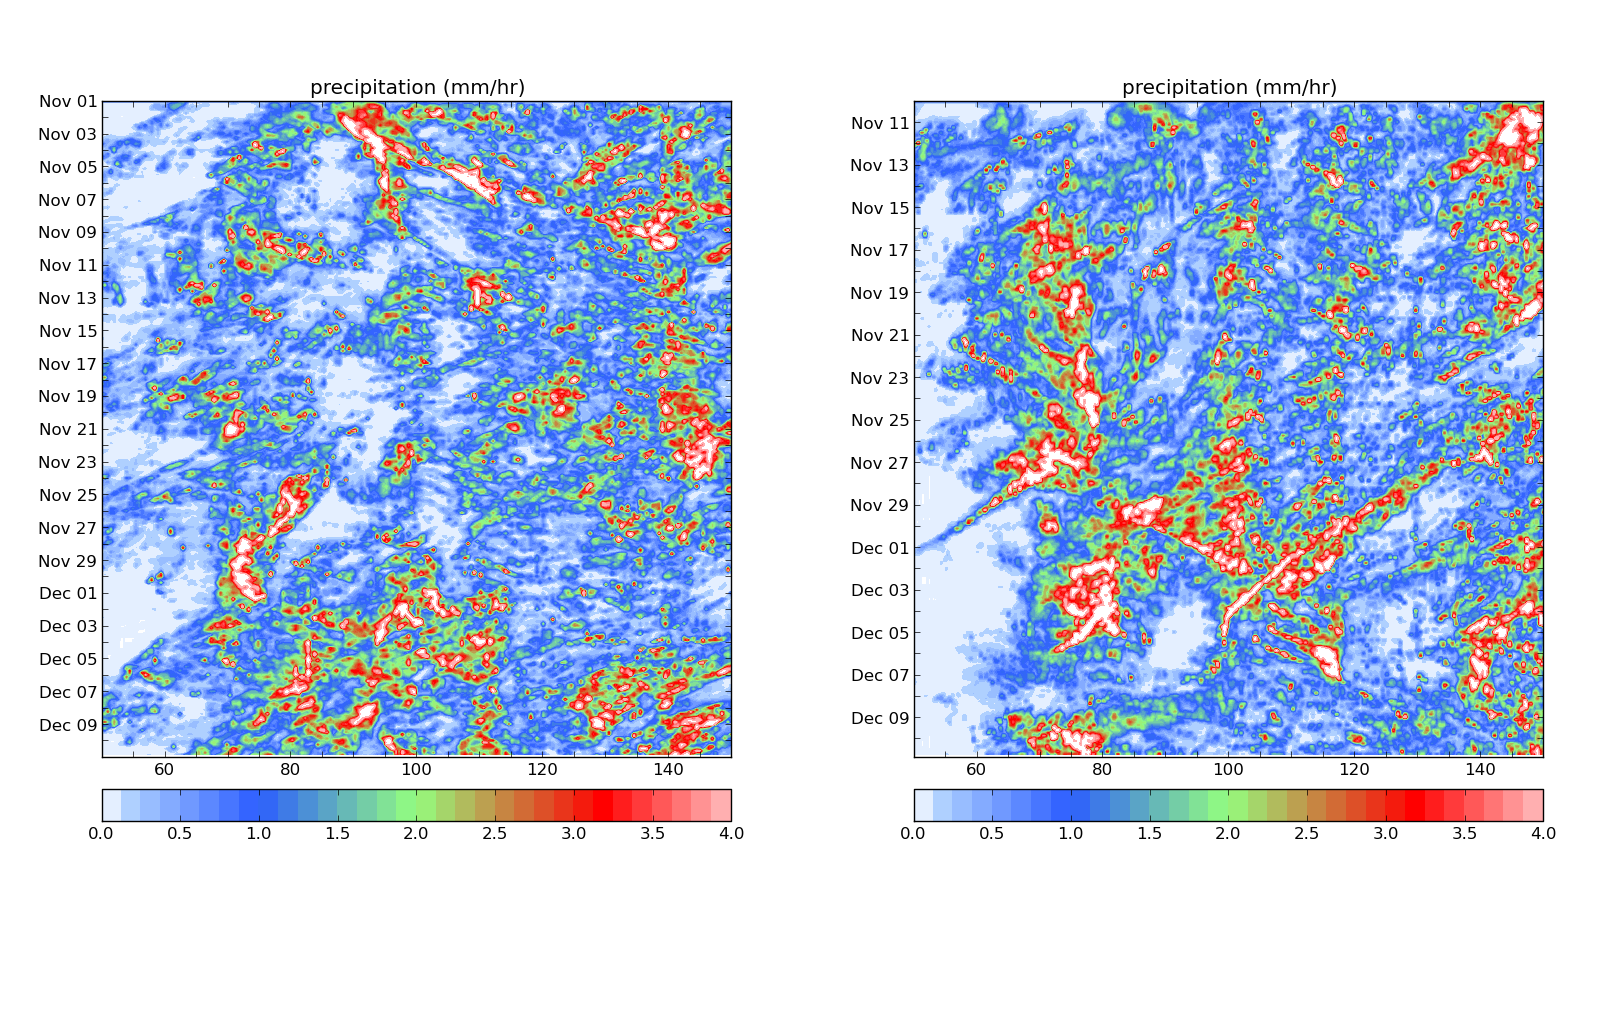 precipitation (mm/hr)
Nov 01
Nov 03
Nov 05
Nov 07
Nov 09
Nov 11
Nov 13
Nov 15
Nov 17
Nov 19
Nov 21
Nov 23
Nov 25
Nov 27
Nov 29
Dec 01
Dec 03
Dec 05
Dec 07
Dec 09
60 80 100 120 140
0.0 0.5 1.0 1.5 2.0 2.5 3.0 3.5 4.0
precipitation (mm/hr)
Nov 11
Nov 13
Nov 15
Nov 17
Nov 19
Nov 21
Nov 23
Nov 25
Nov 27
Nov 29
Dec 01
Dec 03
Dec 05
Dec 07
Dec 09
60 80 100 120 140
0.0 0.5 1.0 1.5 2.0 2.5 3.0 3.5 4.0